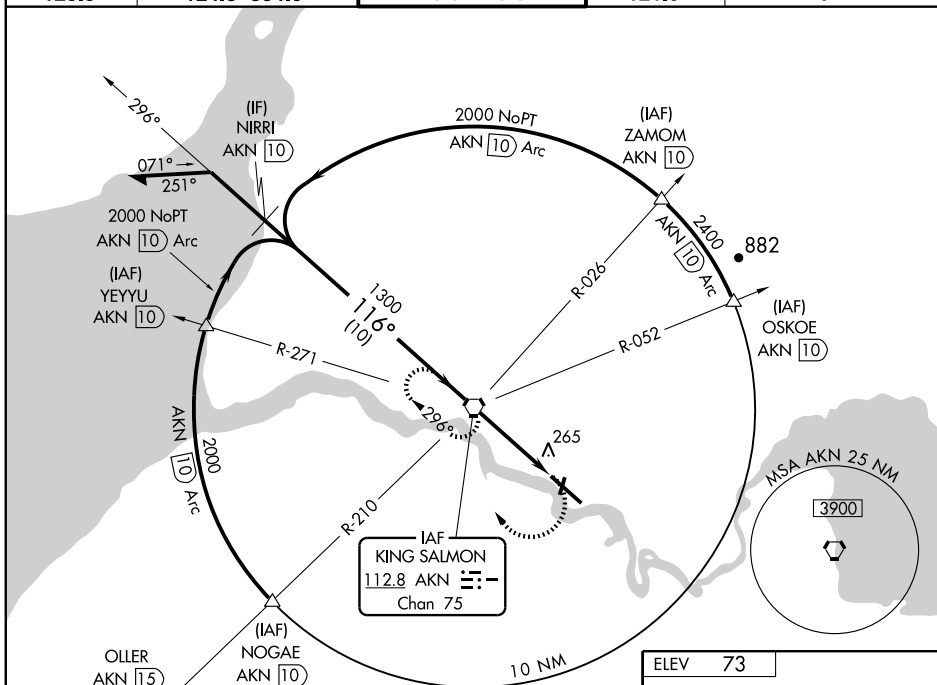 296°
(IF)
NIRRI
AKN 10
2000 NoPT
AKN 10 Arc
(IAF)
ZAMOM
AKN 10
071°
251°
2000 NoPT
AKN 10 Arc
(IAF)
YEYYU
AKN 10
2400
AKN 10 Arc
882
R-026
(IAF)
OSKOE
AKN 10
1300
116°
(10)
R-052
R-271
296°
265
AKN 10 Arc
2000
MSA AKN 25 NM
3900
R-210
IAF
KING SALMON
112.8 AKN
Chan 75
(IAF)
NOGAE
AKN 10
OLLER
AKN 15
10 NM
ELEV 73